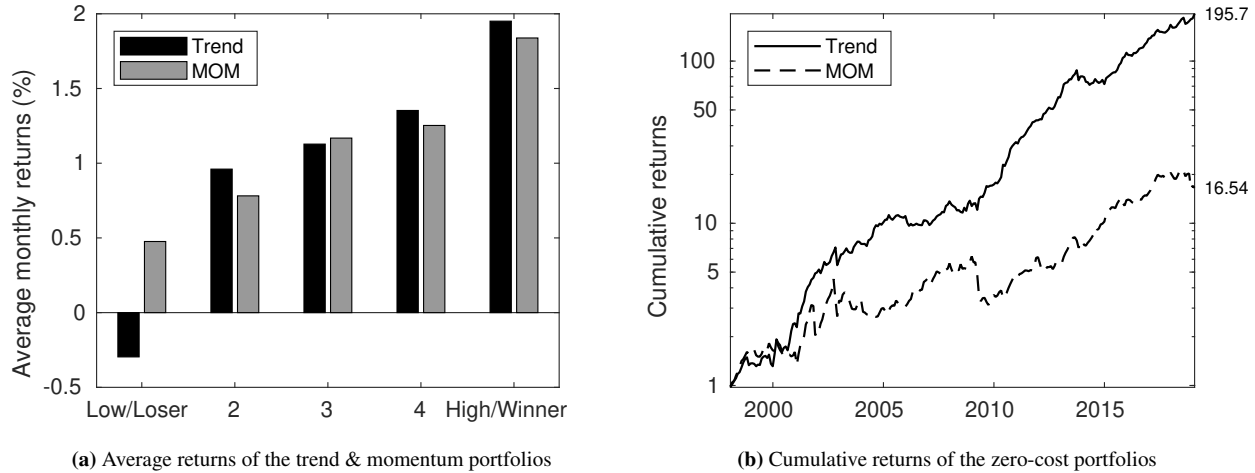 2
1.5
1
0.5
0
-0.5
Average monthly returns (%)
Trend
MOM
Low/Loser 2 3 4 High/Winner
(a) Average returns of the trend & momentum portfolios
100
50
10
5
1
Cumulative returns
Trend
MOM
195.7
16.54
2000 2005 2010 2015
(b) Cumulative returns of the zero-cost portfolios